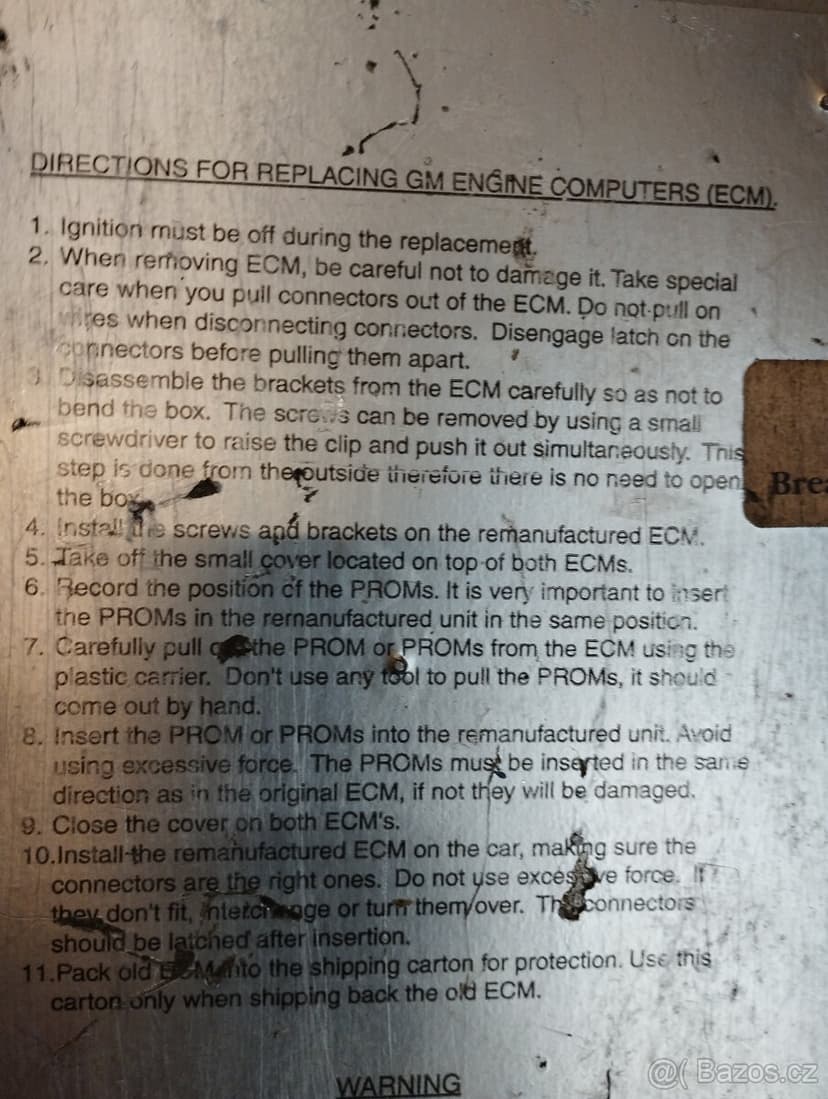 DIRECTIONS FOR REPLACING GM ENGINE COMPUTERS (ECM).
1. Ignition must be off during the replacement.
2. When removing ECM, be careful not to damage it. Take special
care when you pull connectors out of the ECM. Do not pull on
wires when disconnecting connectors. Disengage latch on the
connectors before pulling them apart.
3. Disassemble the brackets from the ECM carefully so as not to
bend the box. The screws can be removed by using a small
screwdriver to raise the clip and push it out simultaneously. This
step is done from the outside therefore there is no need to open
the box.
4. Install the screws and brackets on the remanufactured ECM.
5. Take off the small cover located on top of both ECMs.
6. Record the position of the PROMs. It is very important to insert
the PROMs in the remanufactured unit in the same position.
7. Carefully pull the PROM or PROMs from the ECM using the
plastic carrier. Don't use any tool to pull the PROMs, it should
come out by hand.
8. Insert the PROM or PROMs into the remanufactured unit. Avoid
using excessive force. The PROMs must be inserted in the same
direction as in the original ECM, if not they will be damaged.
9. Close the cover on both ECM's.
10.Install the remanufactured ECM on the car, making sure the
connectors are the right ones. Do not use excessive force. If
they don't fit, interchange or turn them over. The connectors
should be latched after insertion.
11.Pack old ECM into the shipping carton for protection. Use this
carton only when shipping back the old ECM.
WARNING
Bre
@( Bazos.cz